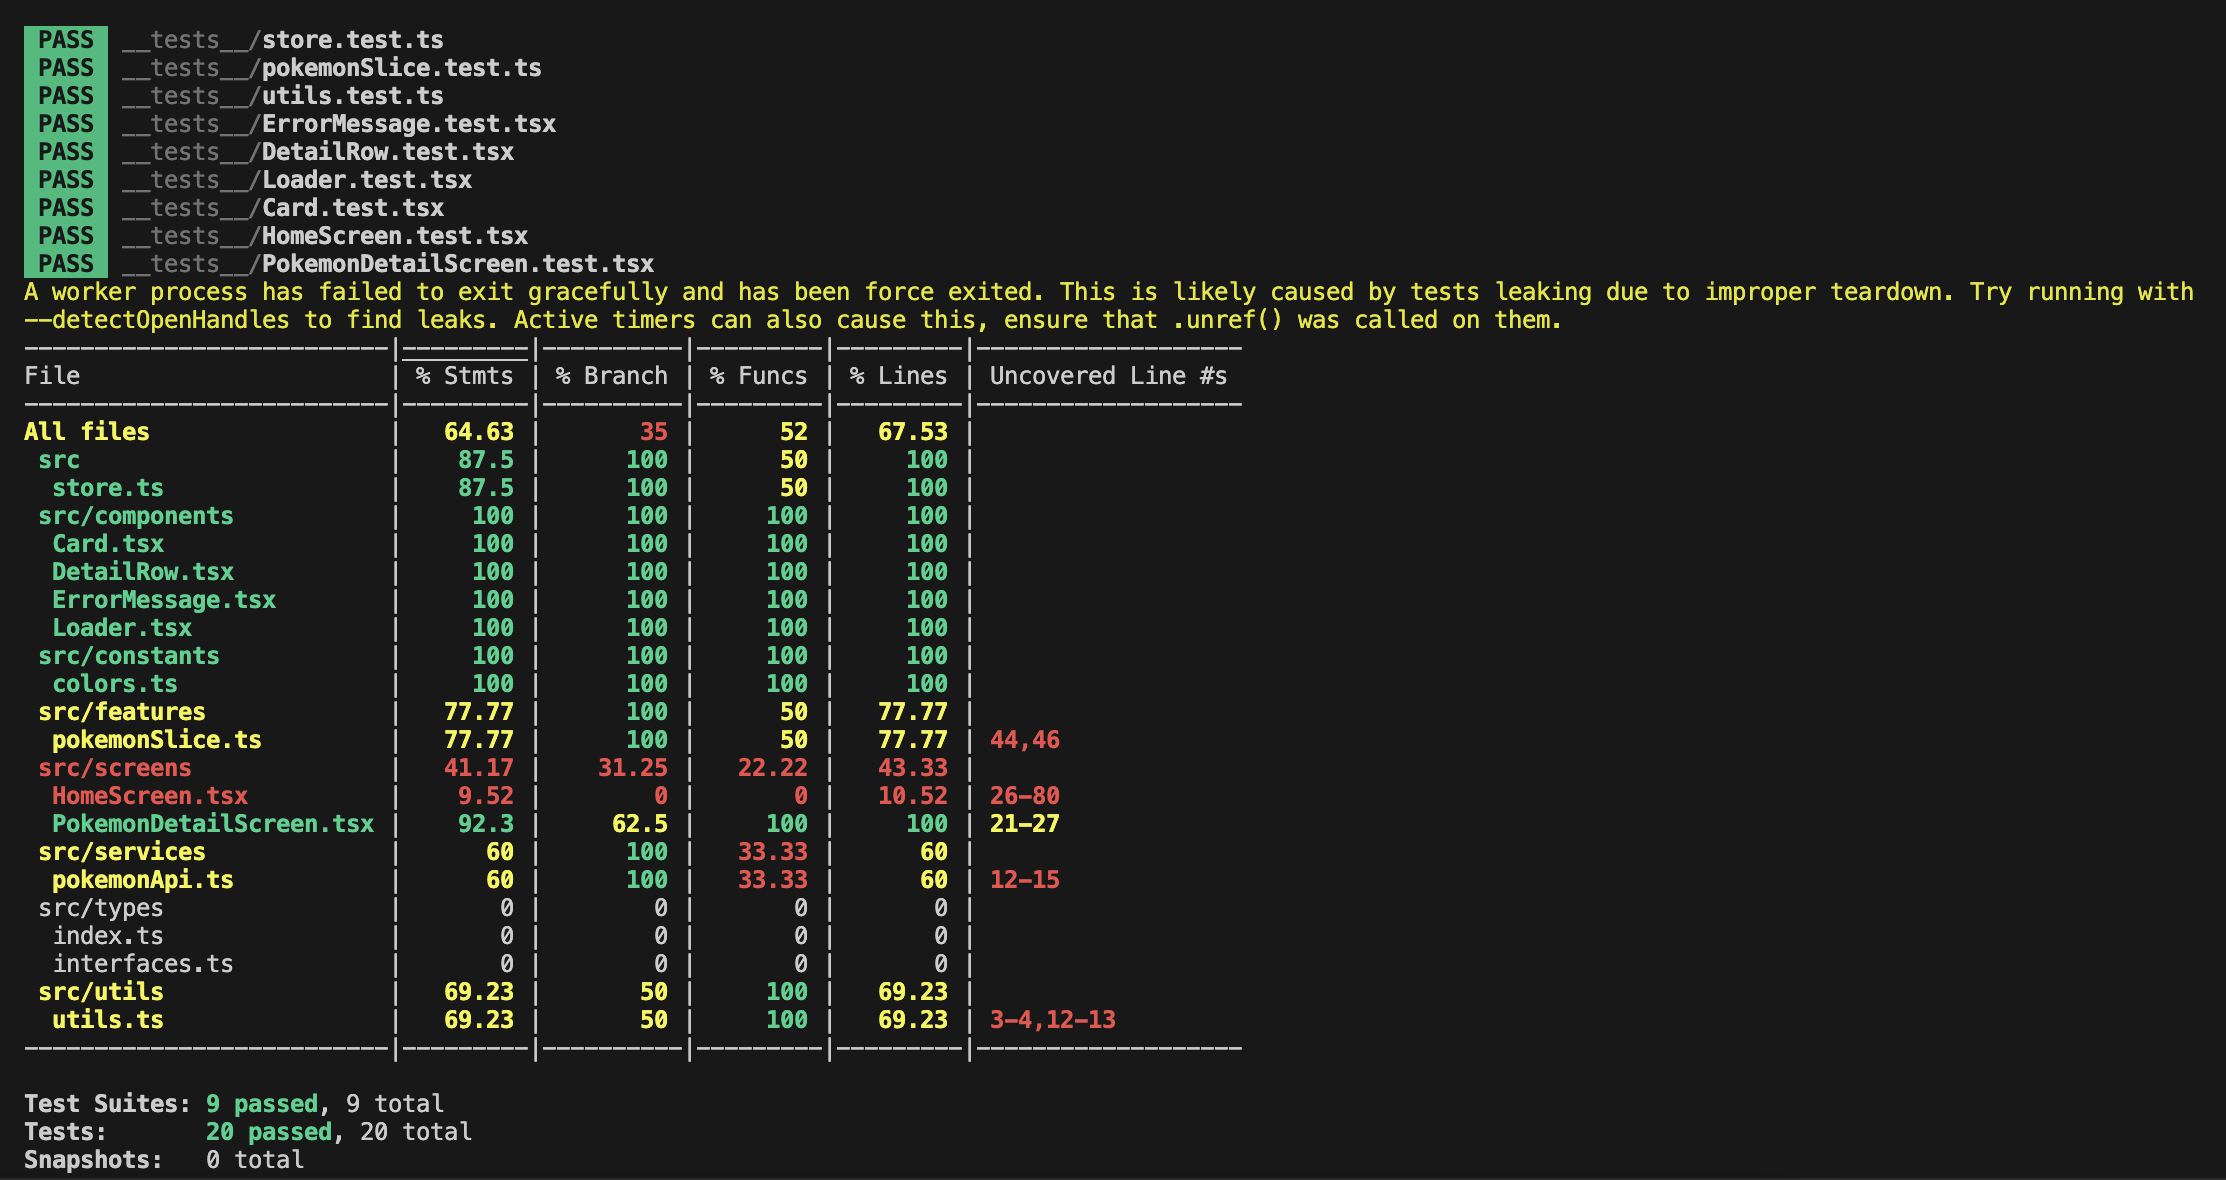 PASS __tests__/store.test.ts
PASS __tests__/pokemonSlice.test.ts
PASS __tests__/utils.test.ts
PASS __tests__/ErrorMessage.test.tsx
PASS __tests__/DetailRow.test.tsx
PASS __tests__/Loader.test.tsx
PASS __tests__/Card.test.tsx
PASS __tests__/HomeScreen.test.tsx
PASS __tests__/PokemonDetailScreen.test.tsx
A worker process has failed to exit gracefully and has been force exited. This is likely caused by tests leaking due to improper teardown. Try running with
--detectOpenHandles to find leaks. Active timers can also cause this, ensure that .unref() was called on them.
--------------------------|---------|----------|---------|---------|-------------------
File | % Stmts | % Branch | % Funcs | % Lines | Uncovered Line #s
--------------------------|---------|----------|---------|---------|-------------------
All files | 64.63 | 35 | 52 | 67.53 |
src | 87.5 | 100 | 50 | 100 |
store.ts | 87.5 | 100 | 50 | 100 |
src/components | 100 | 100 | 100 | 100 |
Card.tsx | 100 | 100 | 100 | 100 |
DetailRow.tsx | 100 | 100 | 100 | 100 |
ErrorMessage.tsx | 100 | 100 | 100 | 100 |
Loader.tsx | 100 | 100 | 100 | 100 |
src/constants | 100 | 100 | 100 | 100 |
colors.ts | 100 | 100 | 100 | 100 |
src/features | 77.77 | 100 | 50 | 77.77 |
pokemonSlice.ts | 77.77 | 100 | 50 | 77.77 | 44,46
src/screens | 41.17 | 31.25 | 22.22 | 43.33 |
HomeScreen.tsx | 9.52 | 0 | 0 | 10.52 | 26-80
PokemonDetailScreen.tsx | 92.3 | 62.5 | 100 | 100 | 21-27
src/services | 60 | 100 | 33.33 | 60 |
pokemonApi.ts | 60 | 100 | 33.33 | 60 | 12-15
src/types | 0 | 0 | 0 | 0 |
index.ts | 0 | 0 | 0 | 0 |
interfaces.ts | 0 | 0 | 0 | 0 |
src/utils | 69.23 | 50 | 100 | 69.23 |
utils.ts | 69.23 | 50 | 100 | 69.23 | 3-4,12-13
--------------------------|---------|----------|---------|---------|-------------------
Test Suites: 9 passed, 9 total
Tests: 20 passed, 20 total
Snapshots: 0 total